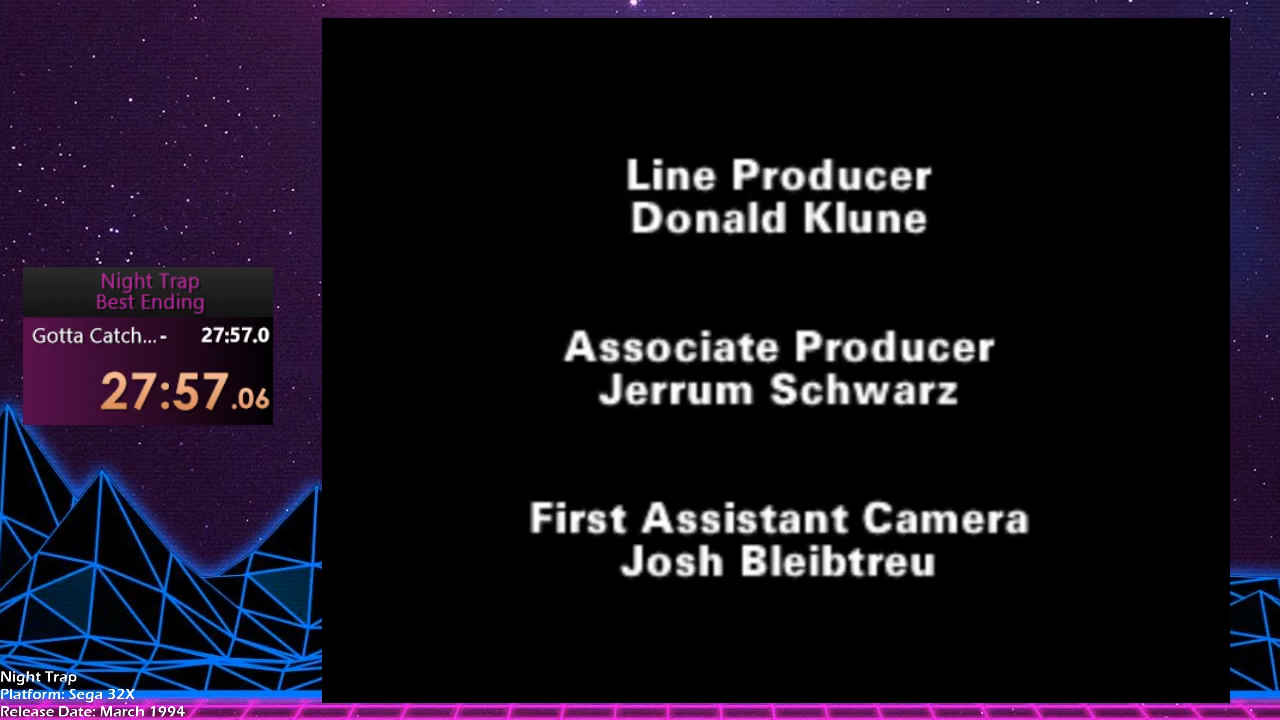 Night Trap
Best Ending
Gotta Catch...- 27:57.0
27:57.06
Line Producer
Donald Klune
Associate Producer
Jerrum Schwarz
First Assistant Camera
Josh Bleibtreu
Night Trap
Platform: Sega 32X
Release Date: March 1994